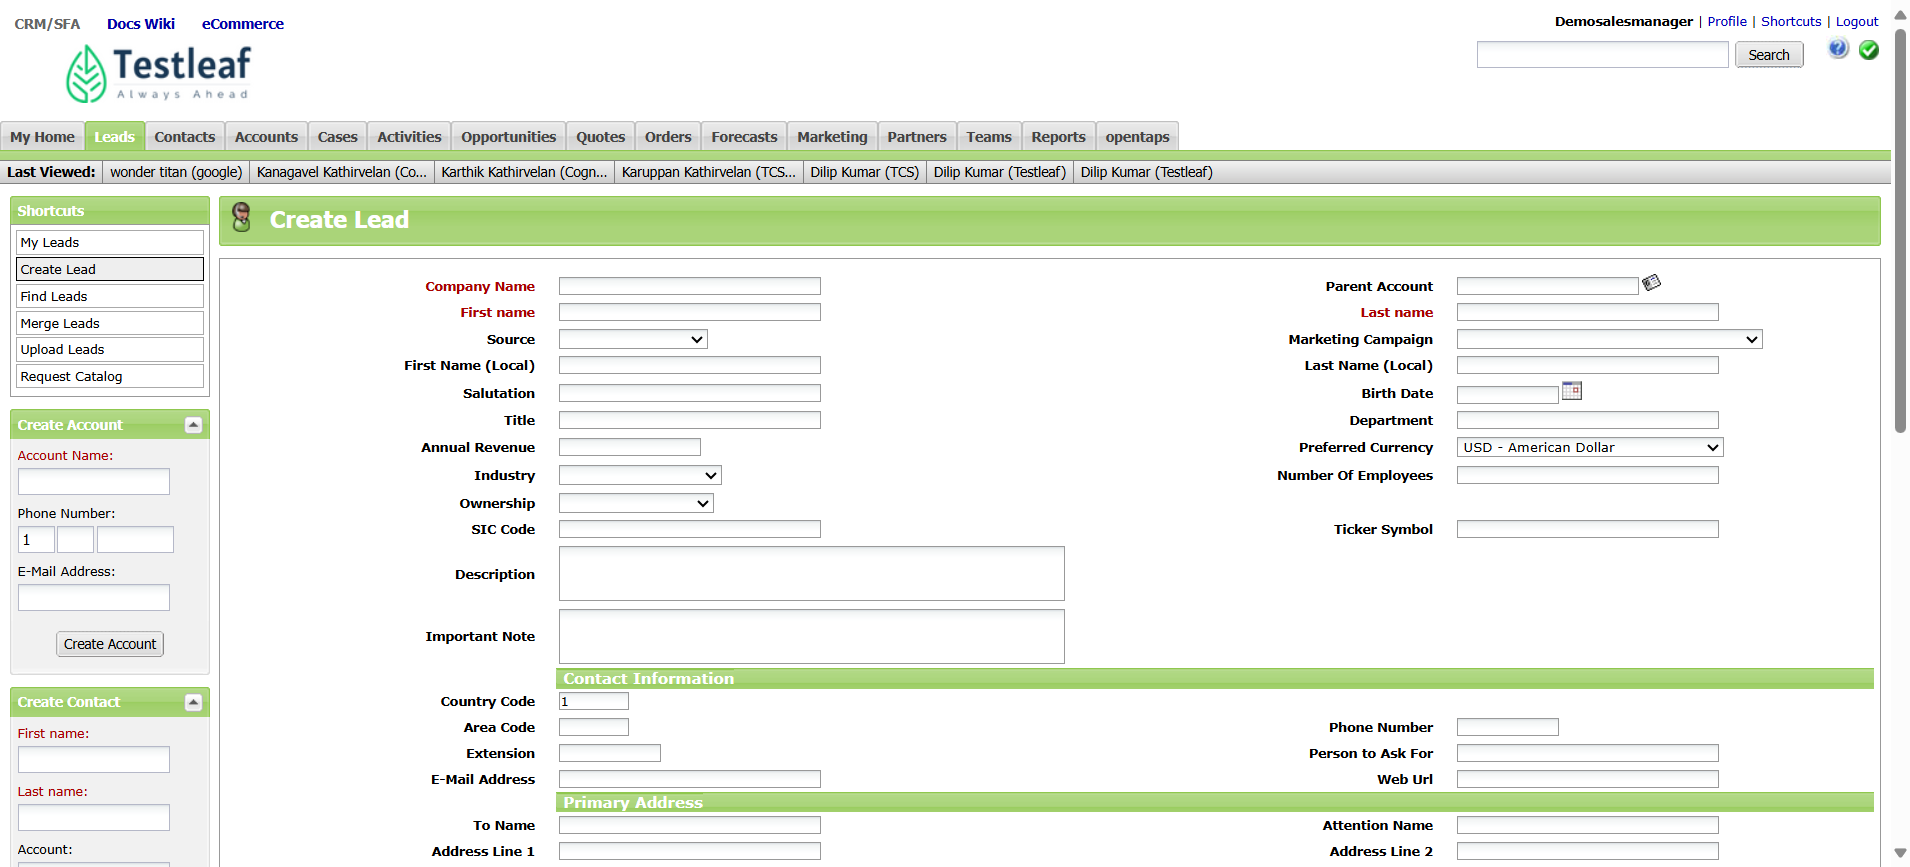 CRM/SFA Docs Wiki eCommerce
Demosalesmanager | Profile | Shortcuts | Logout
Testleaf
Always Ahead
Search
My Home Leads Contacts Accounts Cases Activities Opportunities Quotes Orders Forecasts Marketing Partners Teams Reports opentaps
Last Viewed: wonder titan (google) Kanagavel Kathirvelan (Co... Karthik Kathirvelan (Cogn... Karuppan Kathirvelan (TCS... Dilip Kumar (TCS) Dilip Kumar (Testleaf) Dilip Kumar (Testleaf)
Shortcuts
My Leads
Create Lead
Find Leads
Merge Leads
Upload Leads
Request Catalog
Create Account
Account Name:
Phone Number:
1
E-Mail Address:
Create Account
Create Contact
First name:
Last name:
Account:
Create Lead
Company Name Parent Account
First name Last name
Source Marketing Campaign
First Name (Local) Last Name (Local)
Salutation Birth Date
Title Department
Annual Revenue Preferred Currency USD - American Dollar
Industry Number Of Employees
Ownership
SIC Code Ticker Symbol
Description
Important Note
Contact Information
Country Code 1
Area Code Phone Number
Extension Person to Ask For
E-Mail Address Web Url
Primary Address
To Name Attention Name
Address Line 1 Address Line 2